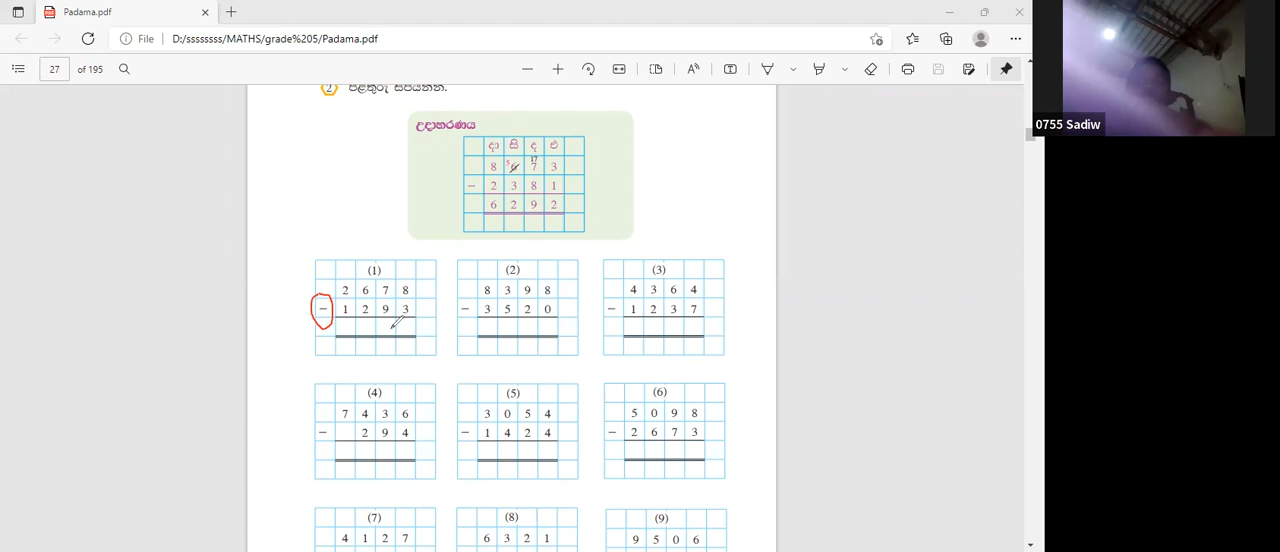 Padama.pdf
File D:/ssssssss/MATHS/grade%205/Padama.pdf
27 of 195
0755 Sadiw
2 පිළිතුරු සපයන්න.
උදාහරණය
දා සි ද එ
5 17
8 6 7 3
− 2 3 8 1
6 2 9 2
(1) (2) (3)
2 6 7 8 8 3 9 8 4 3 6 4
− 1 2 9 3 − 3 5 2 0 − 1 2 3 7
(4) (5) (6)
7 4 3 6 3 0 5 4 5 0 9 8
− 2 9 4 − 1 4 2 4 − 2 6 7 3
(7) (8) (9)
4 1 2 7 6 3 2 1 9 5 0 6